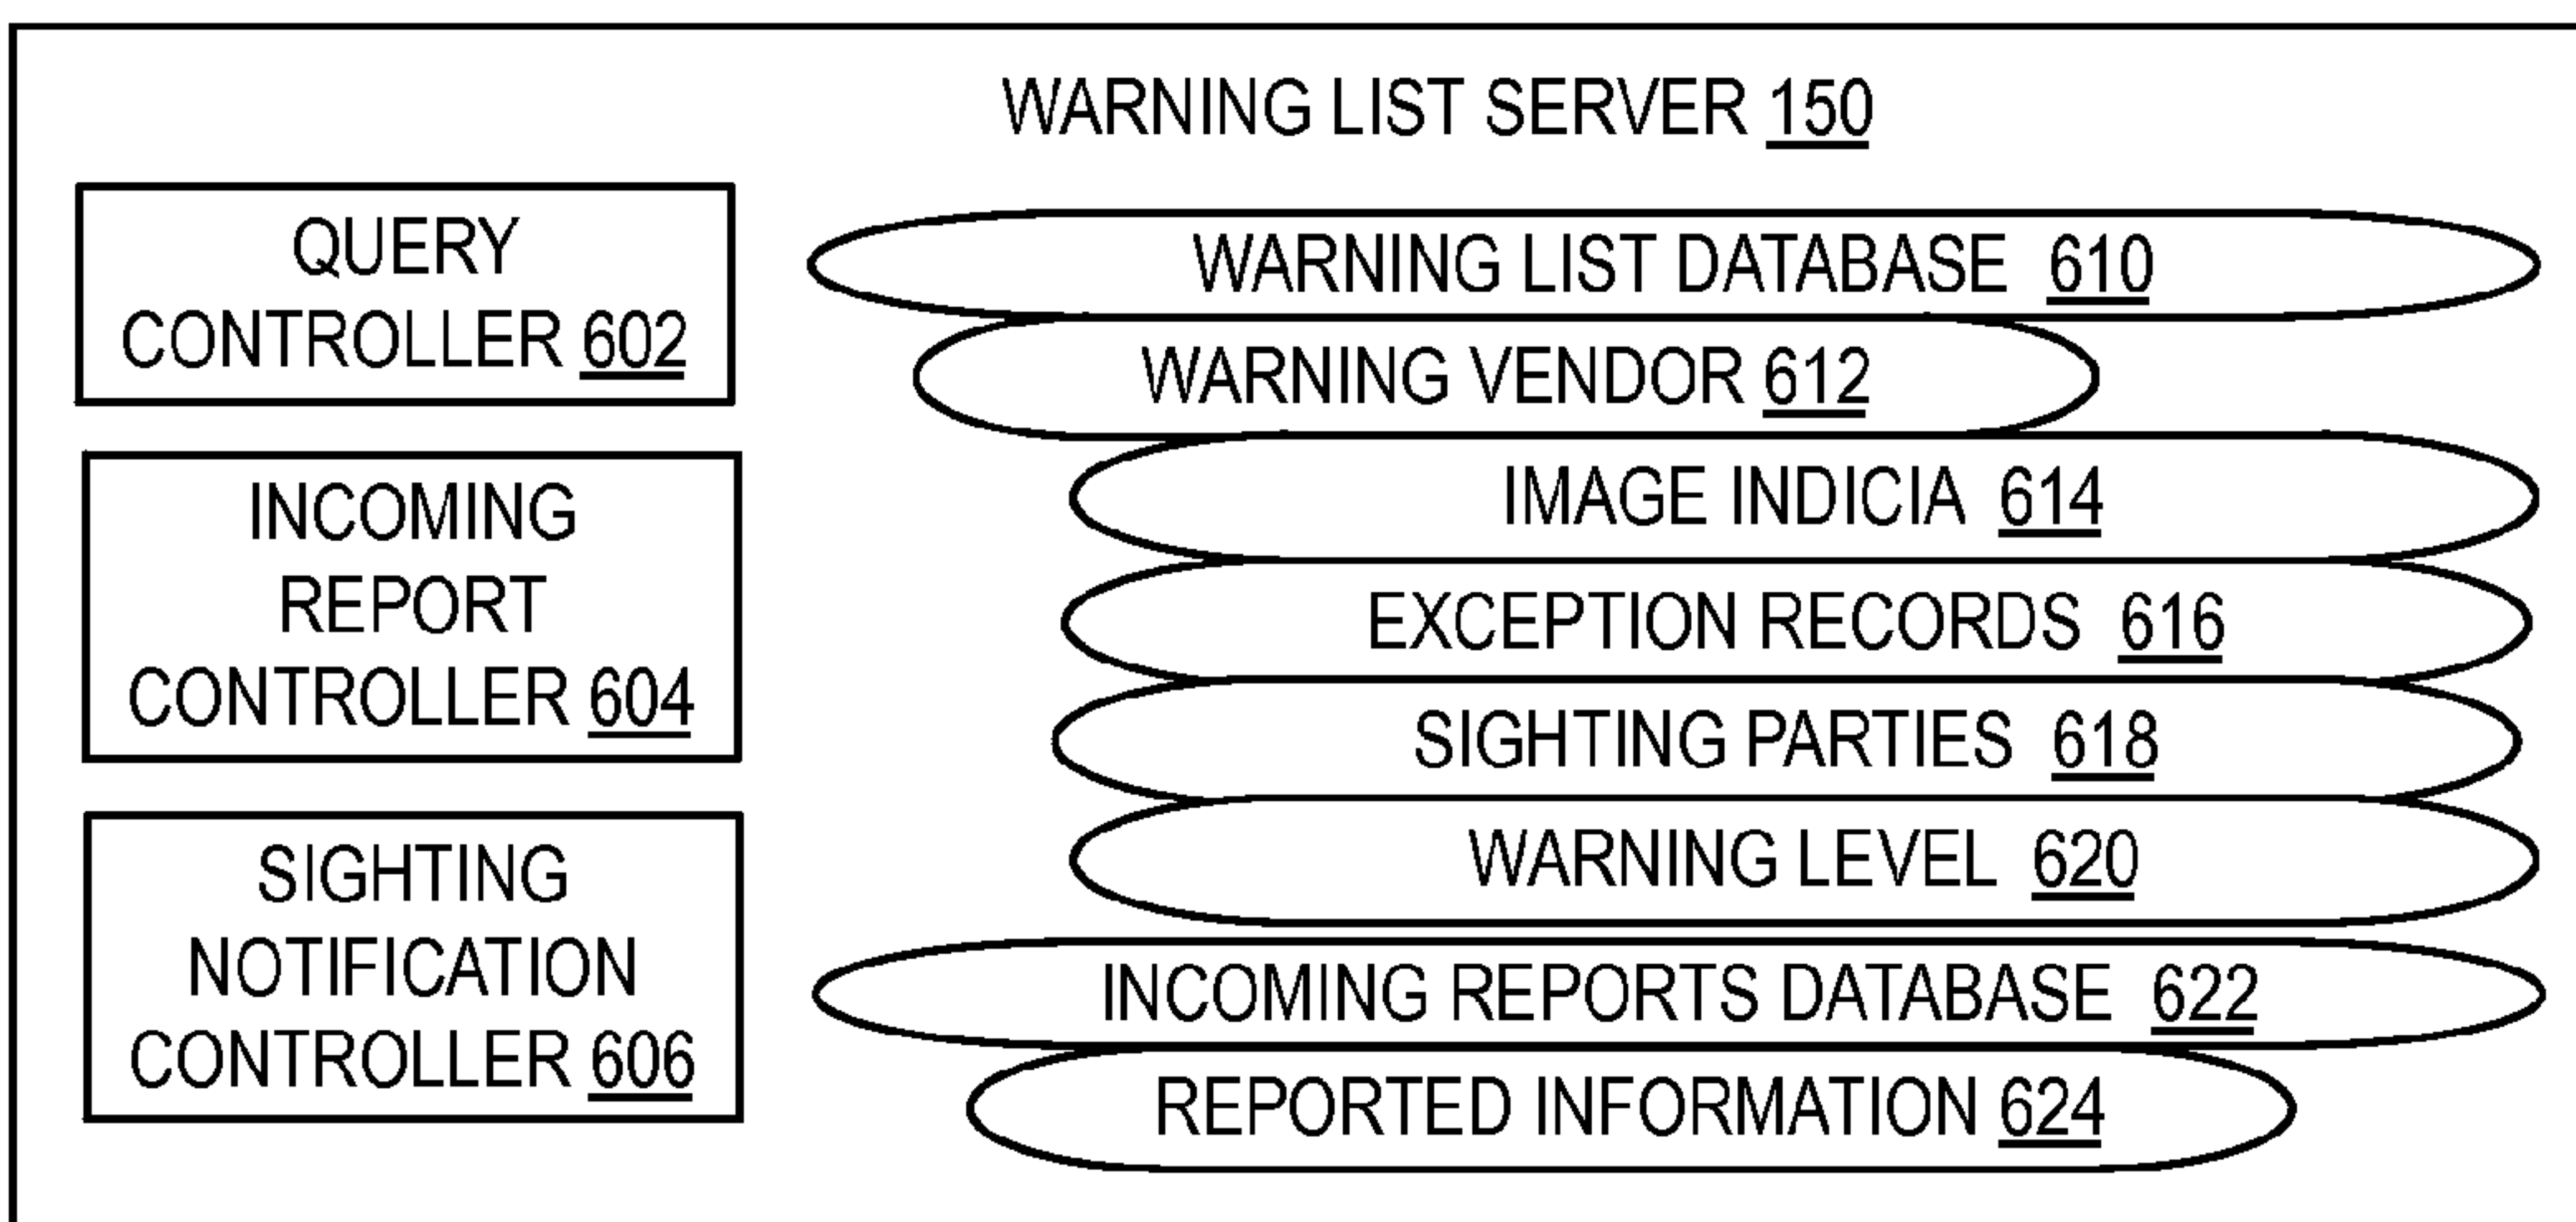 WARNING LIST SERVER 150
QUERY
CONTROLLER 602
INCOMING
REPORT
CONTROLLER 604
SIGHTING
NOTIFICATION
CONTROLLER 606
WARNING LIST DATABASE 610
WARNING VENDOR 612
IMAGE INDICIA 614
EXCEPTION RECORDS 616
SIGHTING PARTIES 618
WARNING LEVEL 620
INCOMING REPORTS DATABASE 622
REPORTED INFORMATION 624